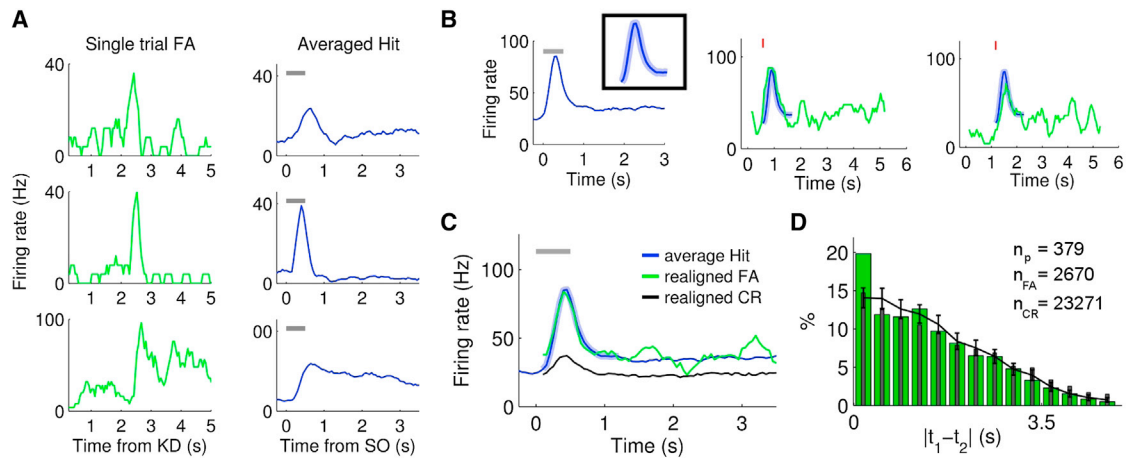 A
Single trial FA
Averaged Hit
40
0
1 2 3 4 5
40
0
0 1 2 3
40
0
1 2 3 4 5
40
0
0 1 2 3
100
0
0 1 2 3 4 5
00
0
0 1 2 3
Firing rate (Hz)
Time from KD (s)
Time from SO (s)
B
Firing rate
100
50
0
0 1 2 3
Time (s)
0 1 2 3 4 5 6
Time (s)
0 1 2 3 4 5 6
Time (s)
C
Firing rate (Hz)
100
50
0
0 1 2 3
Time (s)
average Hit
realigned FA
realigned CR
D
%
20
15
10
5
0
0 3.5
|t1−t2| (s)
np = 379
nFA = 2670
nCR = 23271